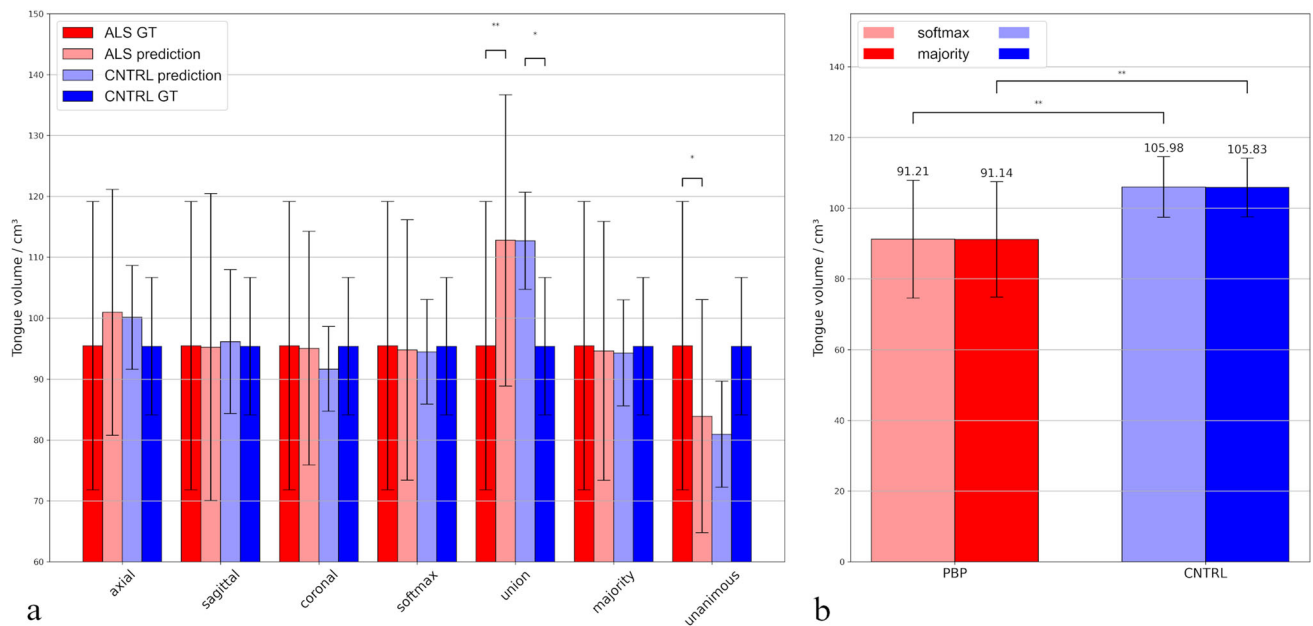 ALS GT
ALS prediction
CNTRL prediction
CNTRL GT
**
*
*
150
140
130
120
110
100
90
80
70
60
Tongue volume / cm³
axial
sagittal
coronal
softmax
union
majority
unanimous
a
softmax
majority
**
**
91.21
91.14
105.98
105.83
140
120
100
80
60
40
20
0
Tongue volume / cm³
PBP
CNTRL
b